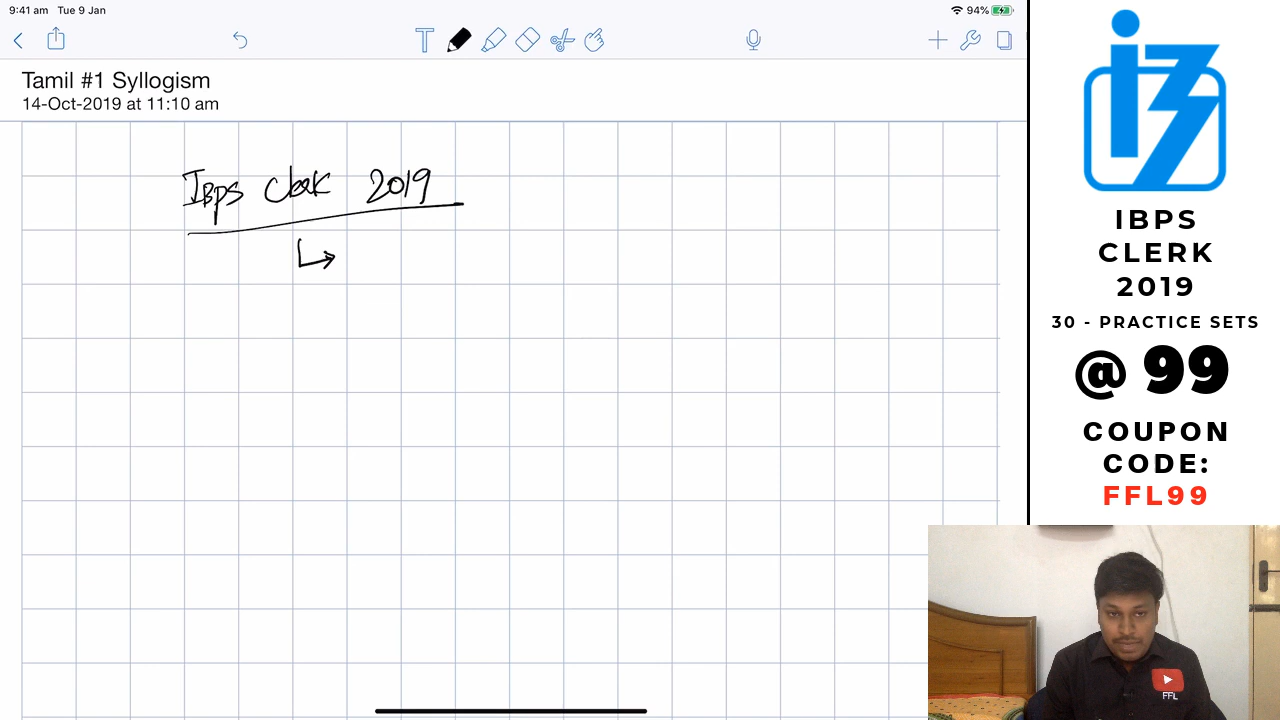 9:41 am Tue 9 Jan
94%
Tamil #1 Syllogism
14-Oct-2019 at 11:10 am
IBPS Clerk 2019
IBPS
CLERK
2019
30 - PRACTICE SETS
@ 99
COUPON
CODE:
FFL99
FFL